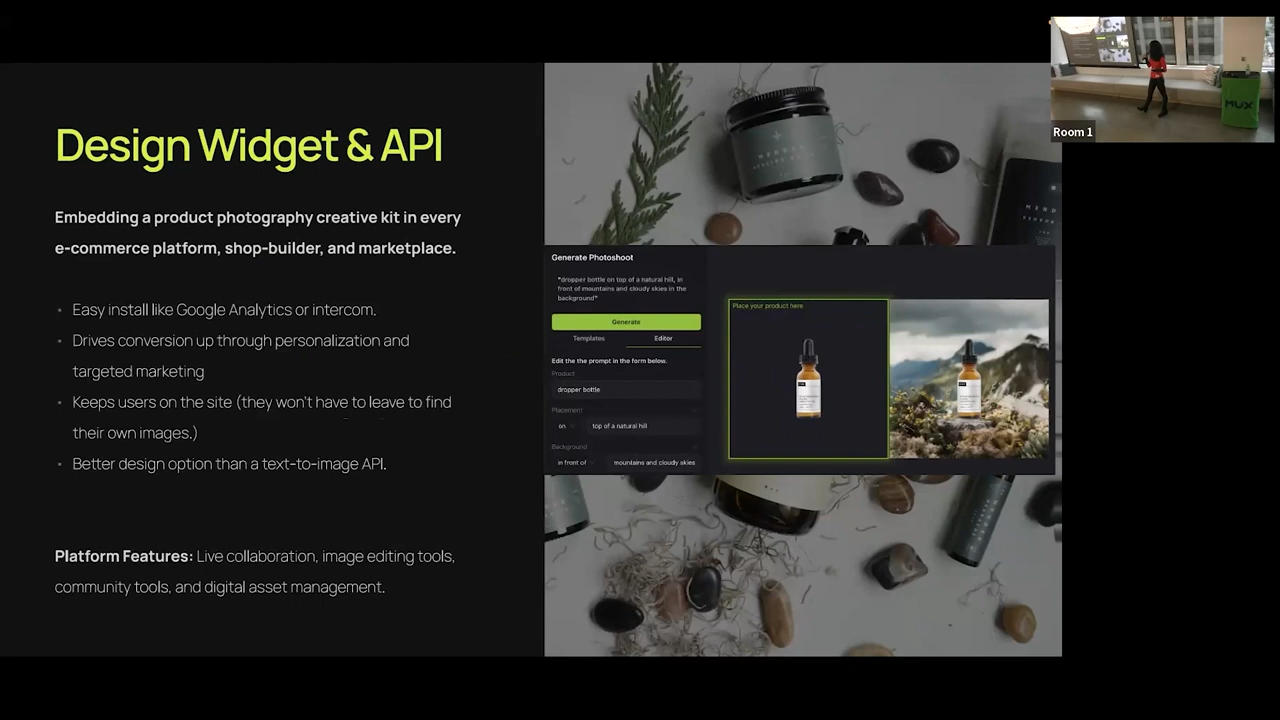 Design Widget & API
Embedding a product photography creative kit in every
e-commerce platform, shop-builder, and marketplace.
Easy install like Google Analytics or intercom.
Drives conversion up through personalization and
targeted marketing
Keeps users on the site (they won't have to leave to find
their own images.)
Better design option than a text-to-image API.
Platform Features: Live collaboration, image editing tools,
community tools, and digital asset management.
Generate Photoshoot
"dropper bottle on top of a natural hill, in
front of mountains and cloudy skies in the
background"
Generate
Templates Editor
Edit the the prompt in the form below.
Product
dropper bottle
Placement
on top of a natural hill
Background
in front of mountains and cloudy skies
Place your product here
Room 1
MUX